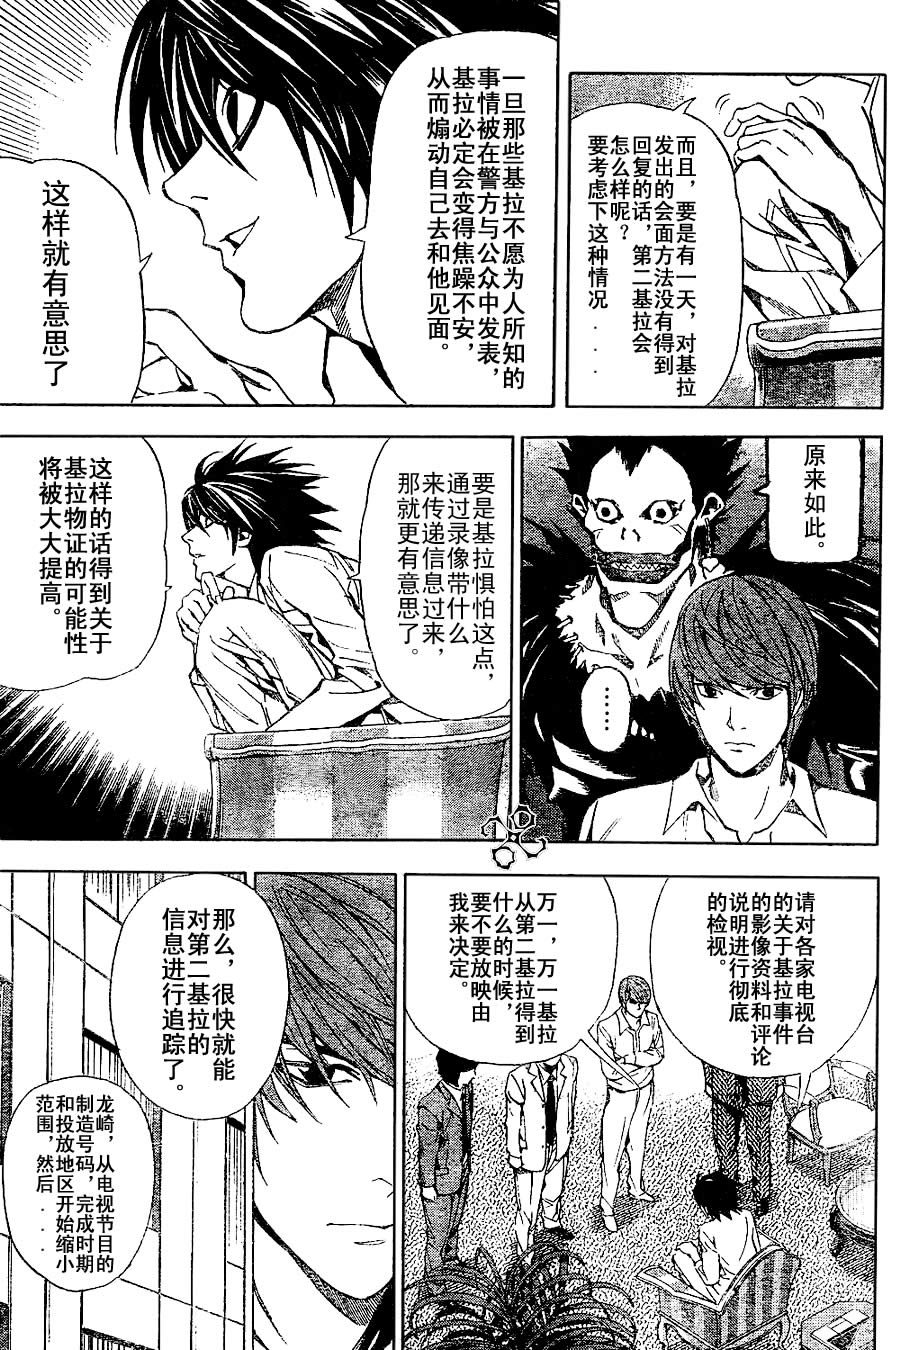 而且，要是有一天，对基拉
发出的会面方法没有得到
回复的话，第二基拉会
怎么样呢？
要考虑下这种情况...
一旦那些基拉不愿为人所知的
事情被在警方与公众中发表，
基拉必定会变得焦躁不安，
从而煽动自己去和他见面。
这样就有意思了
原来如此。
……
要是基拉惧怕这点，
通过录像带什么
来传递信息过来，
那就更有意思了。
这样的话得到关于
基拉物证的可能性
将被大大提高。
请对各家电视台
的关于基拉事件
的影像资料和评论
说明进行彻底
的检视。
万一，万一基拉
从第二基拉得到
什么的时候，
要不要放映由
我来决定。
那么，很快就能
对第二基拉的
信息进行追踪了。
龙崎，从电视节目的
制造号码，完成时期
和投放地区开始缩小
范围，然后...